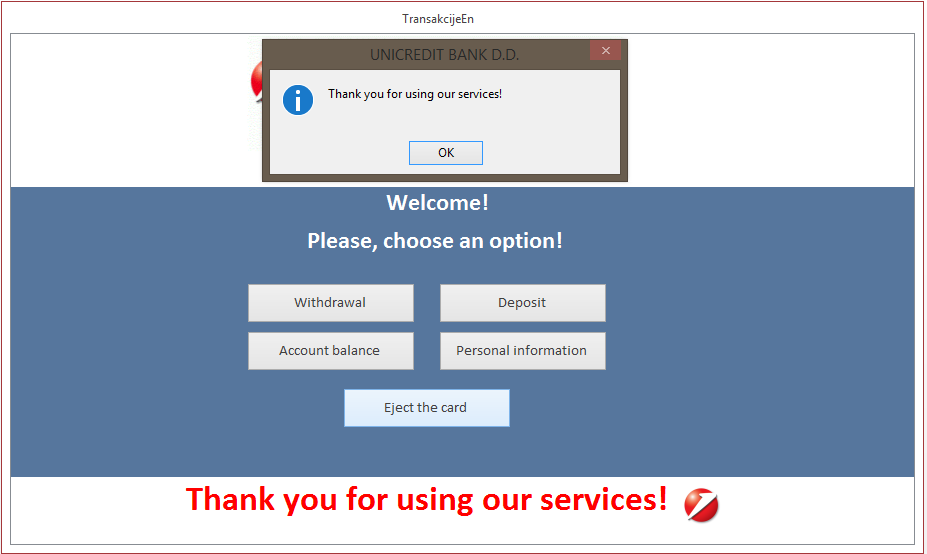 TransakcijeEn
UNICREDIT BANK D.D.
Thank you for using our services!
OK
Welcome!
Please, choose an option!
Withdrawal
Deposit
Account balance
Personal information
Eject the card
Thank you for using our services!